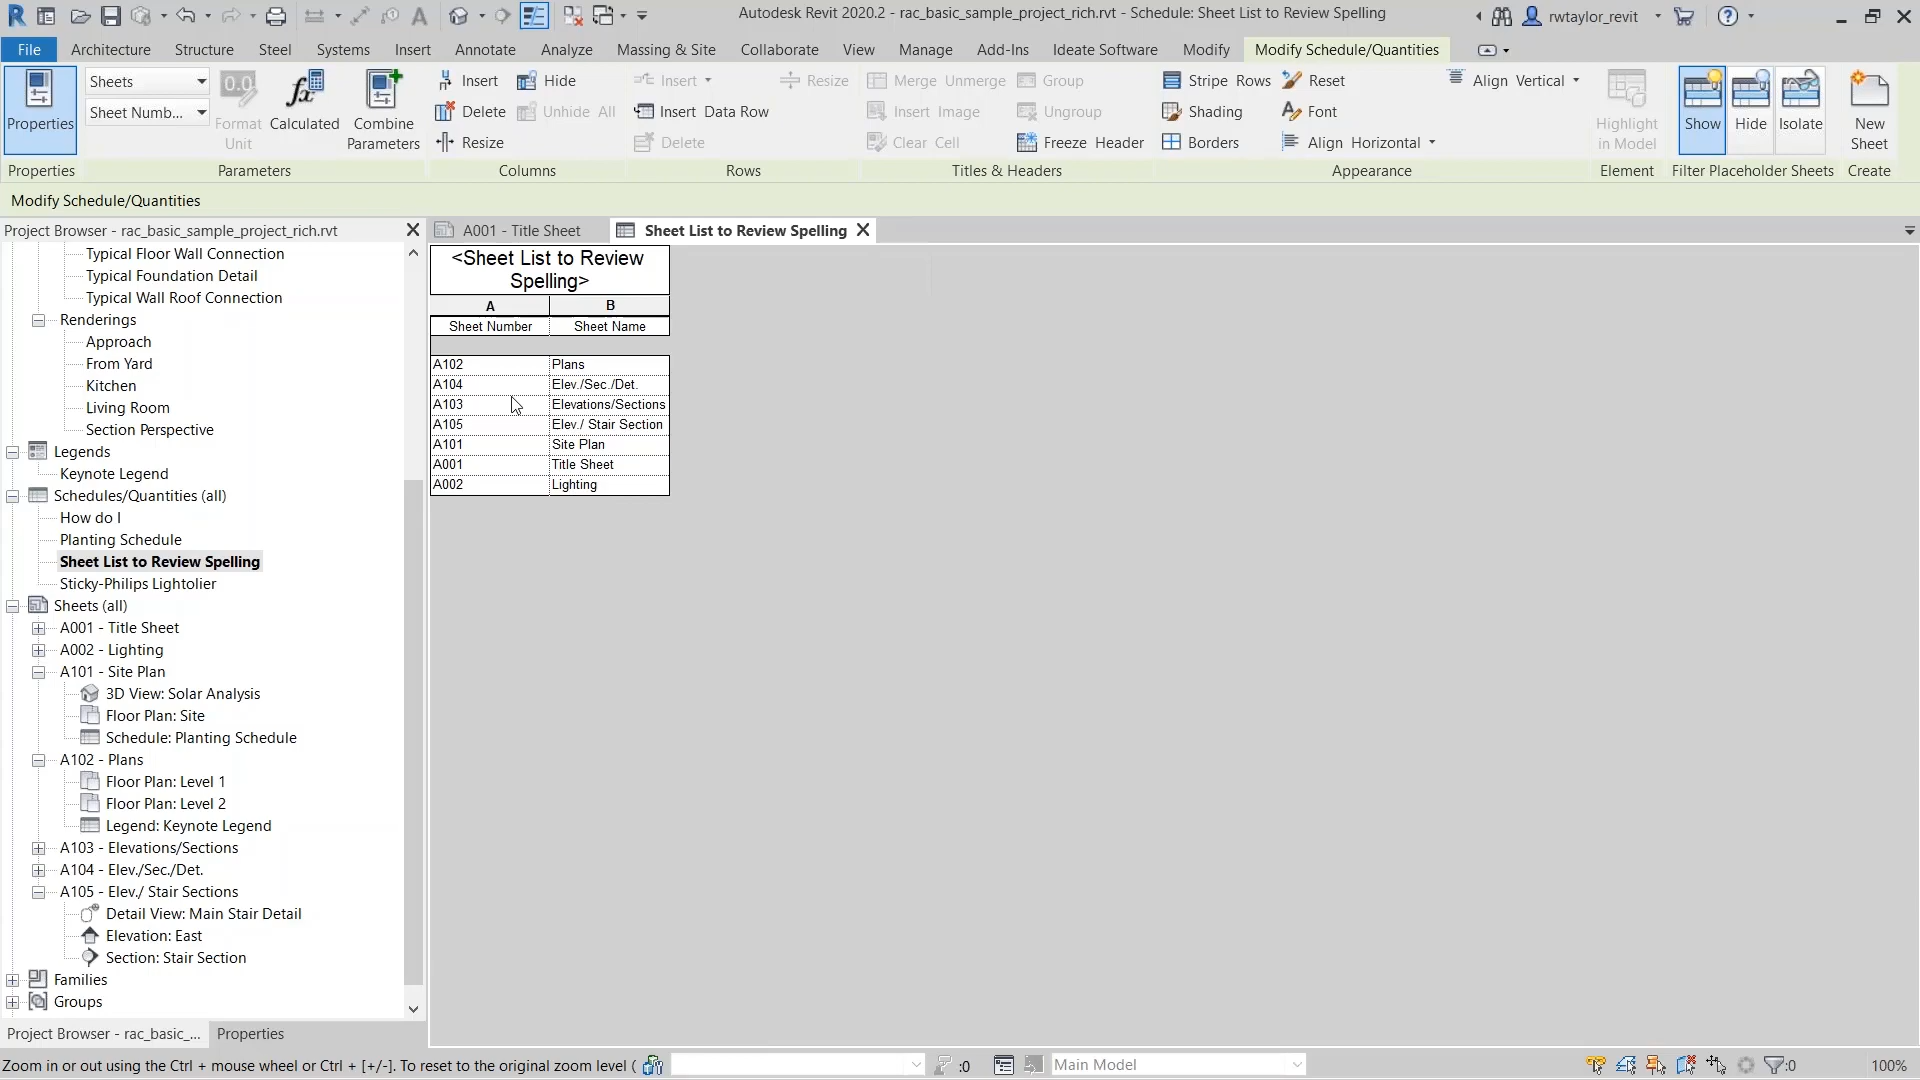 Autodesk Revit 2020.2 - rac_basic_sample_project_rich.rvt - Schedule: Sheet List to Review Spelling
rwtaylor_revit
File Architecture Structure Steel Systems Insert Annotate Analyze Massing & Site Collaborate View Manage Add-Ins Ideate Software Modify Modify Schedule/Quantities
Properties
Sheets
Sheet Numb...
Format
Unit
Calculated
Combine
Parameters
Insert Hide
Delete Unhide All
Resize
Insert Resize
Insert Data Row
Delete
Merge Unmerge Group
Insert Image Ungroup
Clear Cell Freeze Header
Stripe Rows Reset Align Vertical
Shading Font
Borders Align Horizontal
Highlight
in Model
Show Hide Isolate
New
Sheet
Properties Parameters Columns Rows Titles & Headers Appearance Element Filter Placeholder Sheets Create
Modify Schedule/Quantities
Project Browser - rac_basic_sample_project_rich.rvt
Typical Floor Wall Connection
Typical Foundation Detail
Typical Wall Roof Connection
Renderings
Approach
From Yard
Kitchen
Living Room
Section Perspective
Legends
Keynote Legend
Schedules/Quantities (all)
How do I
Planting Schedule
Sheet List to Review Spelling
Sticky-Philips Lightolier
Sheets (all)
A001 - Title Sheet
A002 - Lighting
A101 - Site Plan
3D View: Solar Analysis
Floor Plan: Site
Schedule: Planting Schedule
A102 - Plans
Floor Plan: Level 1
Floor Plan: Level 2
Legend: Keynote Legend
A103 - Elevations/Sections
A104 - Elev./Sec./Det.
A105 - Elev./ Stair Sections
Detail View: Main Stair Detail
Elevation: East
Section: Stair Section
Families
Groups
Project Browser - rac_basic_... Properties
A001 - Title Sheet Sheet List to Review Spelling
<Sheet List to Review
Spelling>
A B
Sheet Number Sheet Name
A102 Plans
A104 Elev./Sec./Det.
A103 Elevations/Sections
A105 Elev./ Stair Section
A101 Site Plan
A001 Title Sheet
A002 Lighting
Zoom in or out using the Ctrl + mouse wheel or Ctrl + [+/-]. To reset to the original zoom level ( :0 Main Model :0 100%